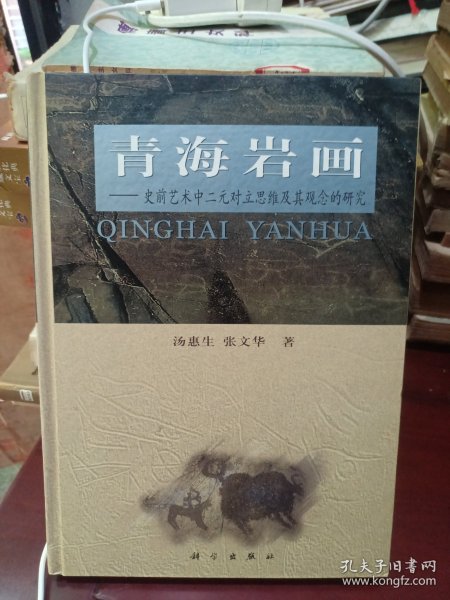 青海岩画
——史前艺术中二元对立思维及其观念的研究
QINGHAI YANHUA
汤惠生 张文华 著
科学出版社
孔夫子旧书网
www.kongfz.com